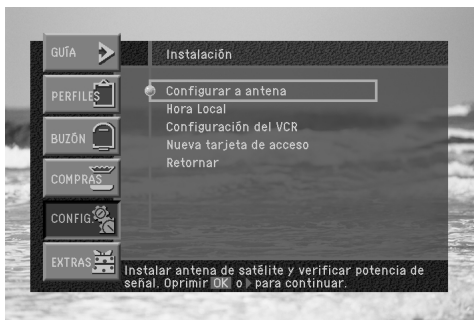 GUÍA
Instalación
PERFILES
Configurar a antena
Hora Local
BUZÓN
Configuración del VCR
Nueva tarjeta de acceso
Retornar
COMPRAS
CONFIG.
EXTRAS
Instalar antena de satélite y verificar potencia de
señal. Oprimir OK o para continuar.